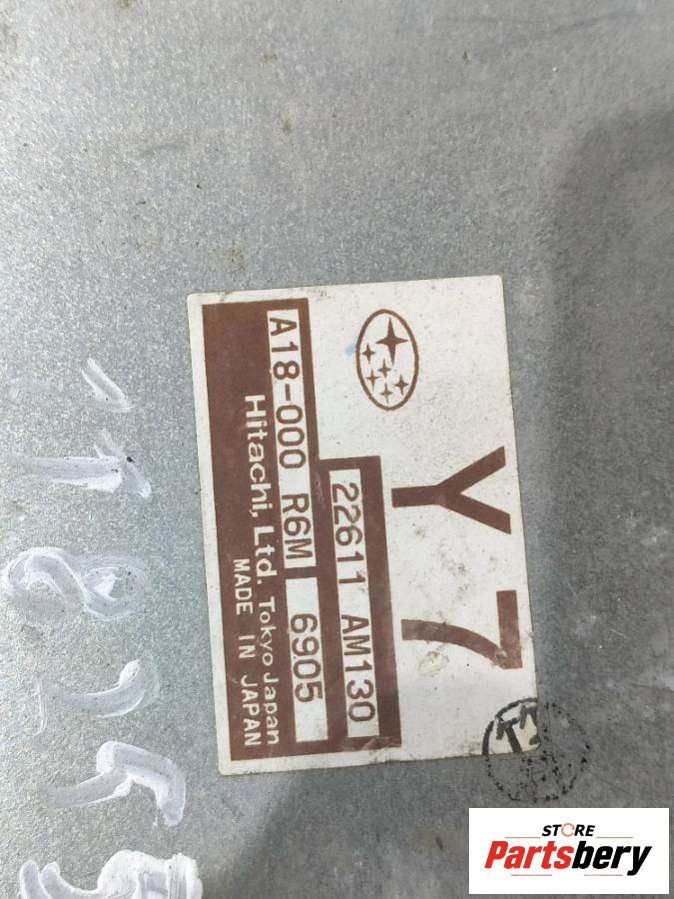 Y7
22611 AM130
A18-000 R6M 6905
Hitachi, Ltd. Tokyo Japan
MADE IN JAPAN
STORE
Partsbery